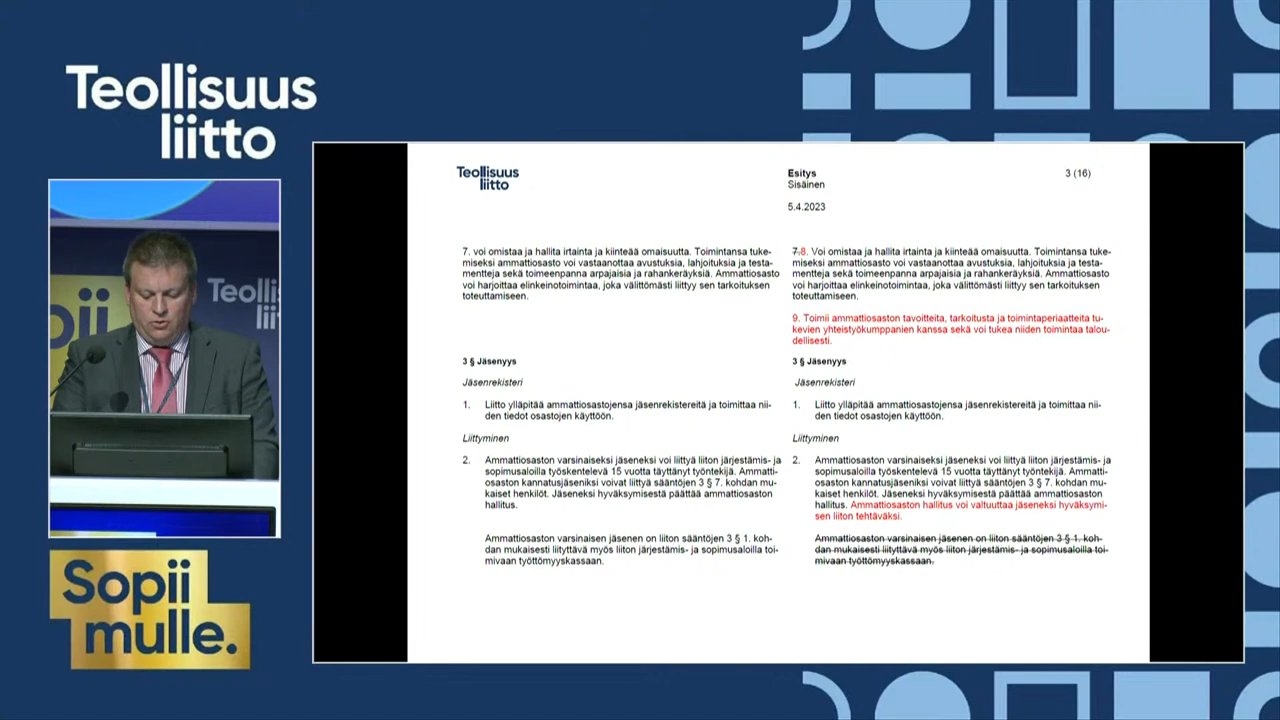 Teollisuus
liitto
pii
Teolli
li
Sopii
mulle.
Teollisuus
liitto
Esitys
Sisäinen
5.4.2023
3 (16)
7. voi omistaa ja hallita irtainta ja kiinteää omaisuutta. Toimintansa tuke-
miseksi ammattiosasto voi vastaanottaa avustuksia, lahjoituksia ja testa-
mentteja sekä toimeenpanna arpajaisia ja rahankeräyksiä. Ammattiosasto
voi harjoittaa elinkeinotoimintaa, joka välittömästi liittyy sen tarkoituksen
toteuttamiseen.
3 § Jäsenyys
Jäsenrekisteri
1. Liitto ylläpitää ammattiosastojensa jäsenrekistereitä ja toimittaa nii-
den tiedot osastojen käyttöön.
Liittyminen
2. Ammattiosaston varsinaiseksi jäseneksi voi liittyä liiton järjestämis- ja
sopimusaloilla työskentelevä 15 vuotta täyttänyt työntekijä. Ammatti-
osaston kannatusjäseniksi voivat liittyä sääntöjen 3 § 7. kohdan mu-
kaiset henkilöt. Jäseneksi hyväksymisestä päättää ammattiosaston
hallitus.
Ammattiosaston varsinaisen jäsenen on liiton sääntöjen 3 § 1. koh-
dan mukaisesti liityttävä myös liiton järjestämis- ja sopimusaloilla toi-
mivaan työttömyyskassaan.
7.8. Voi omistaa ja hallita irtainta ja kiinteää omaisuutta. Toimintansa tuke-
miseksi ammattiosasto voi vastaanottaa avustuksia, lahjoituksia ja testa-
mentteja sekä toimeenpanna arpajaisia ja rahankeräyksiä. Ammattiosasto
voi harjoittaa elinkeinotoimintaa, joka välittömästi liittyy sen tarkoituksen
toteuttamiseen.
9. Toimii ammattiosaston tavoitteita, tarkoitusta ja toimintaperiaatteita tu-
kevien yhteistyökumppanien kanssa sekä voi tukea niiden toimintaa talou-
dellisesti.
3 § Jäsenyys
Jäsenrekisteri
1. Liitto ylläpitää ammattiosastojensa jäsenrekistereitä ja toimittaa nii-
den tiedot osastojen käyttöön.
Liittyminen
2. Ammattiosaston varsinaiseksi jäseneksi voi liittyä liiton järjestämis- ja
sopimusaloilla työskentelevä 15 vuotta täyttänyt työntekijä. Ammatti-
osaston kannatusjäseniksi voivat liittyä sääntöjen 3 § 7. kohdan mu-
kaiset henkilöt. Jäseneksi hyväksymisestä päättää ammattiosaston
hallitus. Ammattiosaston hallitus voi valtuuttaa jäseneksi hyväksymi-
sen liiton tehtäväksi.
Ammattiosaston varsinaisen jäsenen on liiton sääntöjen 3 § 1. koh-
dan mukaisesti liityttävä myös liiton järjestämis- ja sopimusaloilla toi-
mivaan työttömyyskassaan.